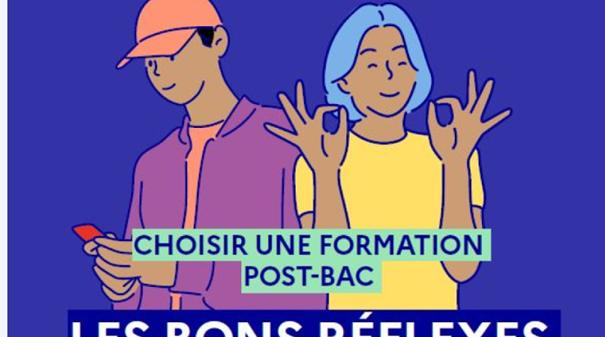 CHOISIR UNE FORMATION
POST-BAC
LES BONS RÉFLEXES